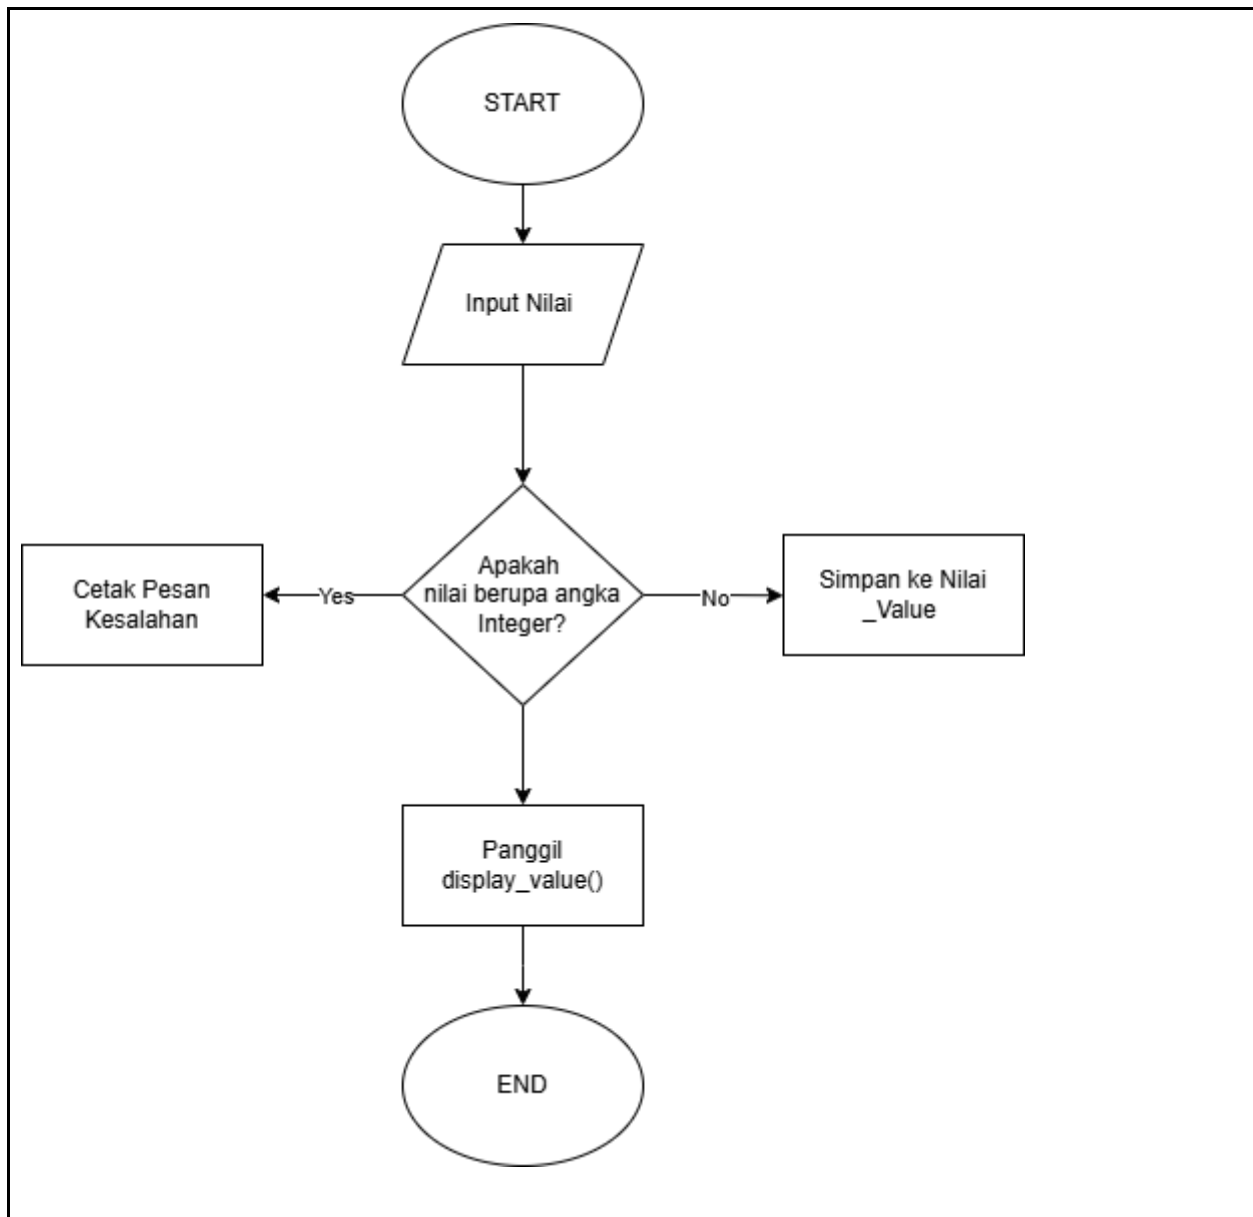 START
Input Nilai
Apakah
nilai berupa angka
Integer?
Yes
No
Cetak Pesan
Kesalahan
Simpan ke Nilai
_Value
Panggil
display_value()
END